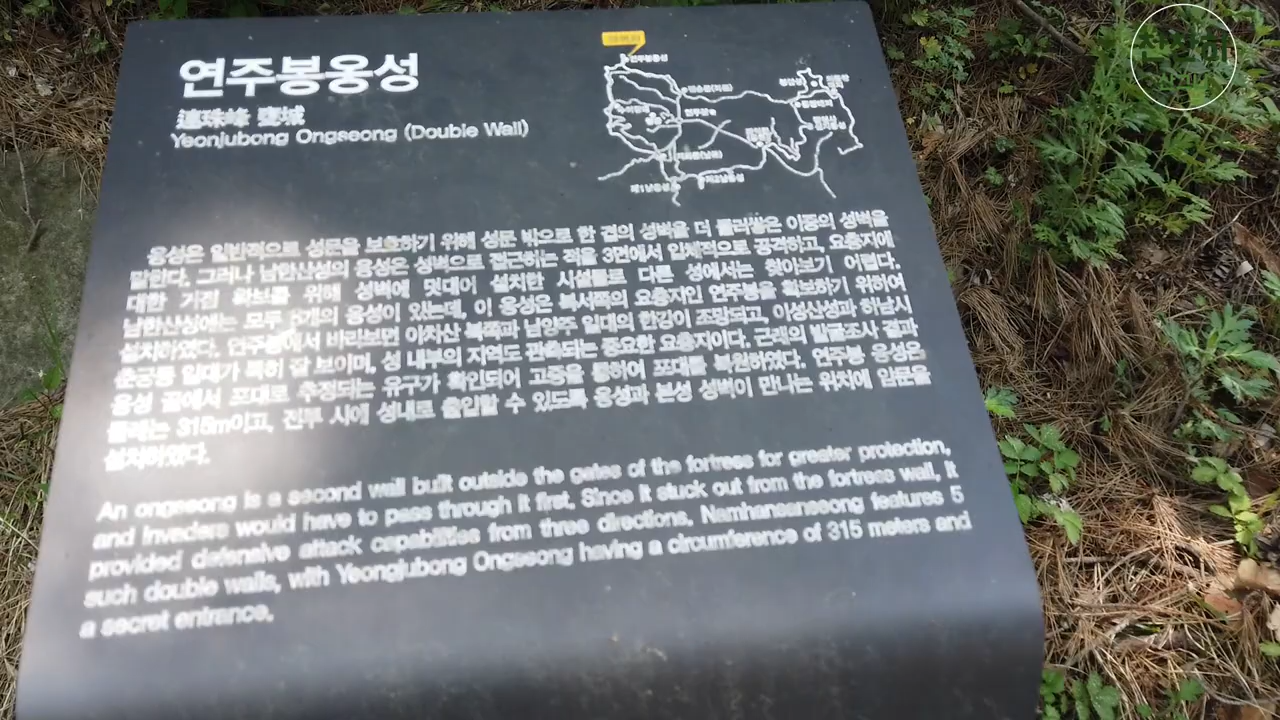 연주봉옹성
連珠峰 甕城
Yeonjubong Ongseong (Double Wall)
연주봉옹성
제1남옹성
제2남옹성
옹성은 일반적으로 성문을 보호하기 위해 성문 밖으로 한 겹의 성벽을 더 둘러쌓은 이중의 성벽을
말한다. 그러나 남한산성의 옹성은 성벽으로 접근하는 적을 3면에서 입체적으로 공격하고, 요충지에
대한 거점 확보를 위해 성벽에 덧대어 설치한 시설물로 다른 성에서는 찾아보기 어렵다.
남한산성에는 모두 5개의 옹성이 있는데, 이 옹성은 북서쪽의 요충지인 연주봉을 확보하기 위하여
설치하였다. 연주봉에서 바라보면 아차산 북쪽과 남양주 일대의 한강이 조망되고, 이성산성과 하남시
춘궁동 일대가 특히 잘 보이며, 성 내부의 지역도 관측되는 중요한 요충지이다. 근래의 발굴조사 결과
옹성 끝에서 포대로 추정되는 유구가 확인되어 고증을 통하여 포대를 복원하였다. 연주봉 옹성은
둘레는 315m이고, 전투 시에 성내로 출입할 수 있도록 옹성과 본성 성벽이 만나는 위치에 암문을
설치하였다.
An ongseong is a second wall built outside the gates of the fortress for greater protection,
and invaders would have to pass through it first. Since it stuck out from the fortress wall, it
provided defensive attack capabilities from three directions. Namhansanseong features 5
such double walls, with Yeongjubong Ongseong having a circumference of 315 meters and
a secret entrance.